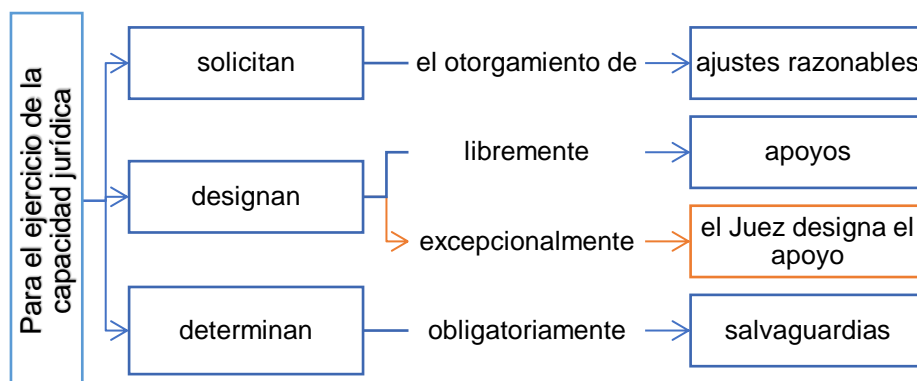 Para el ejercicio de la
capacidad jurídica
solicitan
el otorgamiento de
ajustes razonables
designan
libremente
apoyos
excepcionalmente
el Juez designa el
apoyo
determinan
obligatoriamente
salvaguardias